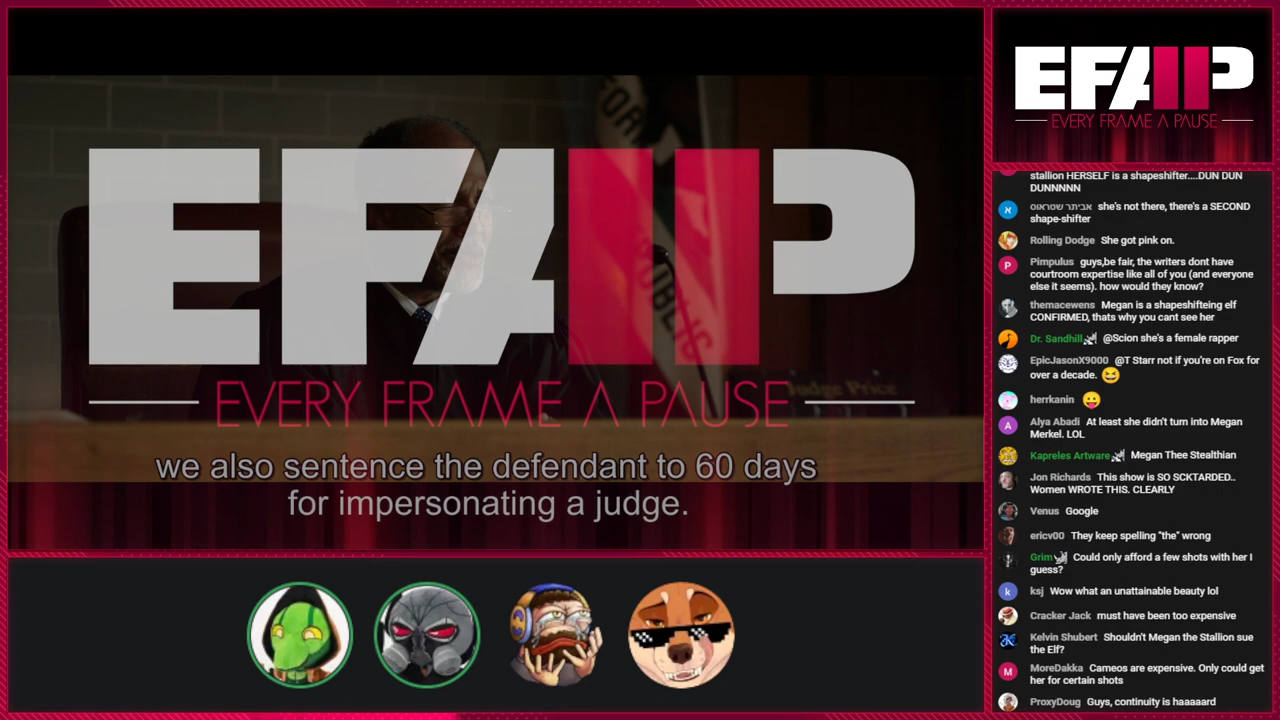 EFAP
EVERY FRAME A PAUSE
Judge Price
we also sentence the defendant to 60 days
for impersonating a judge.
EFAP
EVERY FRAME A PAUSE
stallion HERSELF is a shapeshifter....DUN DUN
DUNNNNN
אביתר שטראוס she's not there, there's a SECOND
shape-shifter
Rolling Dodge She got pink on.
Pimpulus guys,be fair, the writers dont have
courtroom expertise like all of you (and everyone
else it seems). how would they know?
themacewens Megan is a shapeshifteing elf
CONFIRMED, thats why you cant see her
Dr. Sandhill @Scion she's a female rapper
EpicJasonX9000 @T Starr not if you're on Fox for
over a decade. 😆
herrkanin 😛
Alya Abadi At least she didn't turn into Megan
Merkel. LOL
Kapreles Artware Megan Thee Stealthian
Jon Richards This show is SO SCKTARDED..
Women WROTE THIS. CLEARLY
Venus Google
ericv00 They keep spelling "the" wrong
Grim Could only afford a few shots with her I
guess?
ksj Wow what an unattainable beauty lol
Cracker Jack must have been too expensive
Kelvin Shubert Shouldn't Megan the Stallion sue
the Elf?
MoreDakka Cameos are expensive. Only could get
her for certain shots
ProxyDoug Guys, continuity is haaaaard